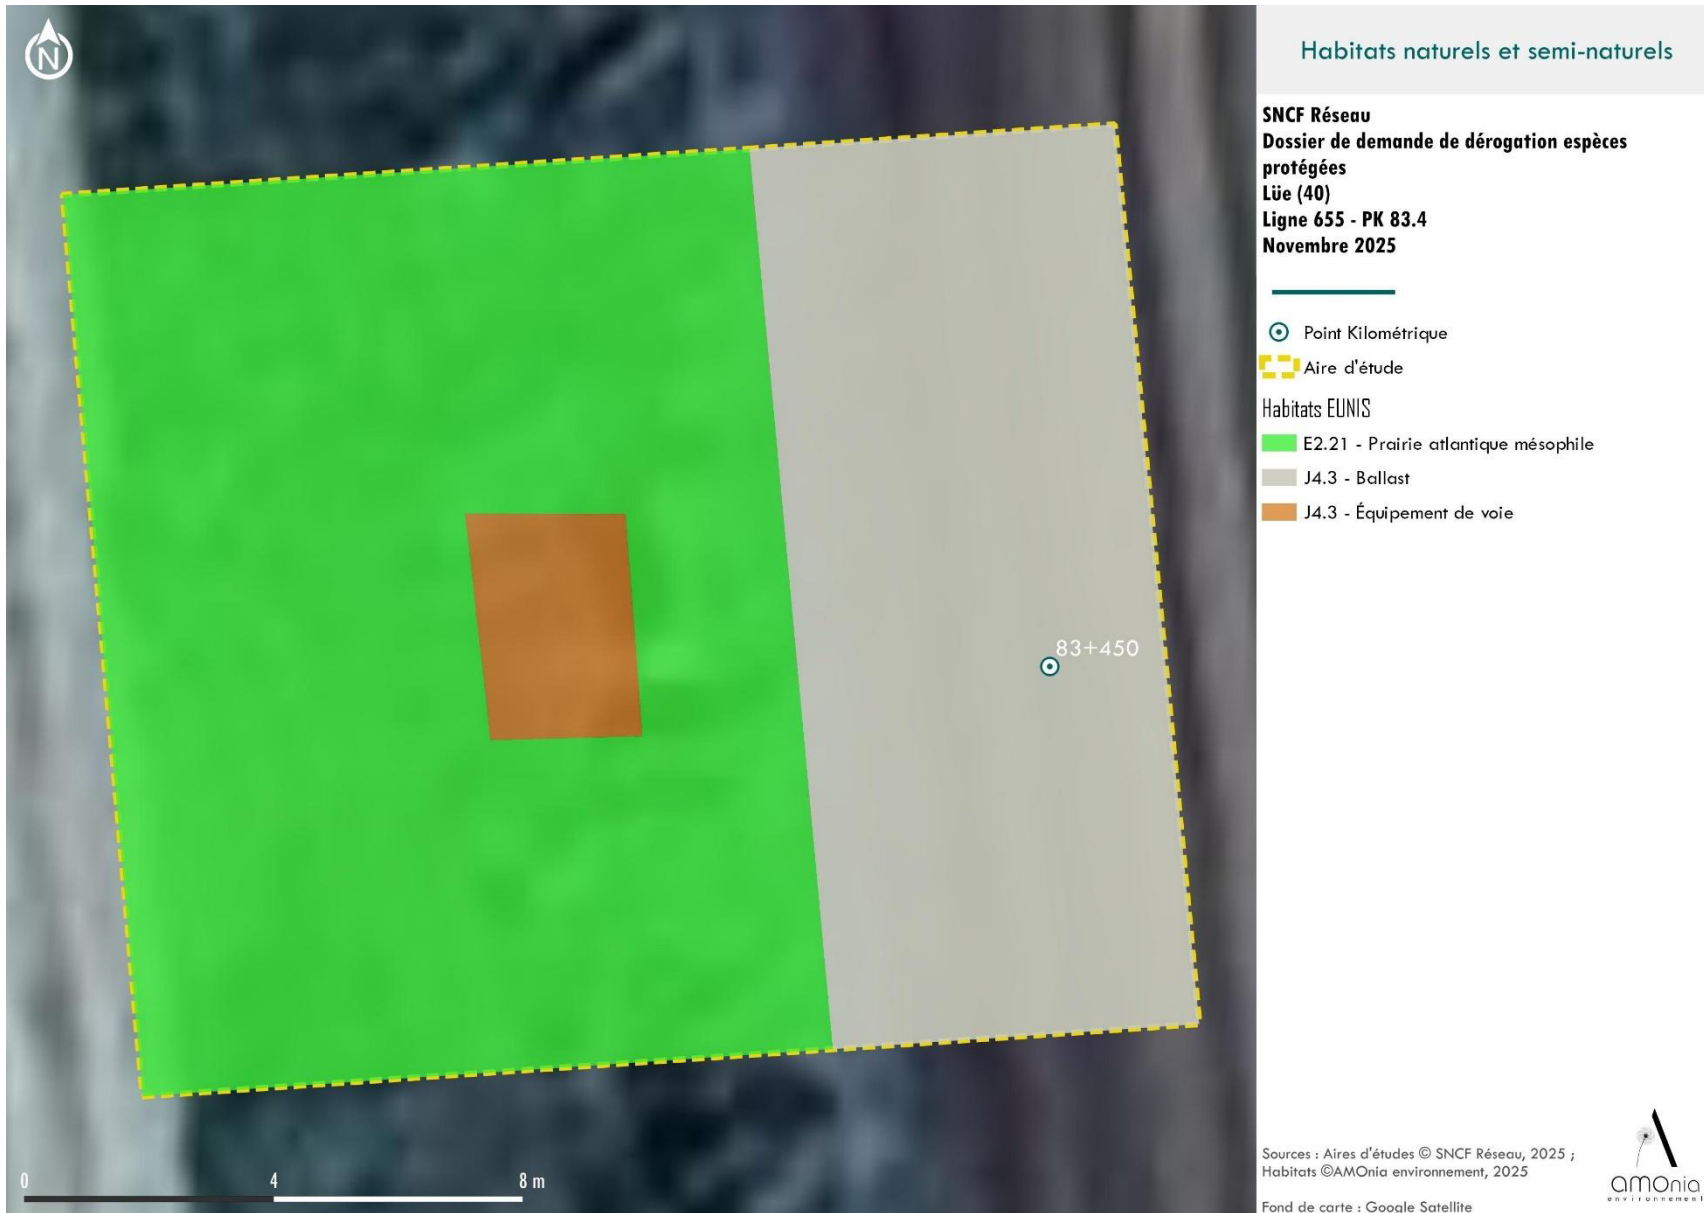 N
Habitats naturels et semi-naturels
SNCF Réseau
Dossier de demande de dérogation espèces
protégées
Lüe (40)
Ligne 655 - PK 83.4
Novembre 2025
Point Kilométrique
Aire d'étude
Habitats EUNIS
E2.21 - Prairie atlantique mésophile
J4.3 - Ballast
J4.3 - Équipement de voie
83+450
0 4 8 m
Sources : Aires d'études © SNCF Réseau, 2025 ;
Habitats ©AMOnia environnement, 2025
Fond de carte : Google Satellite
amOnia
environnement